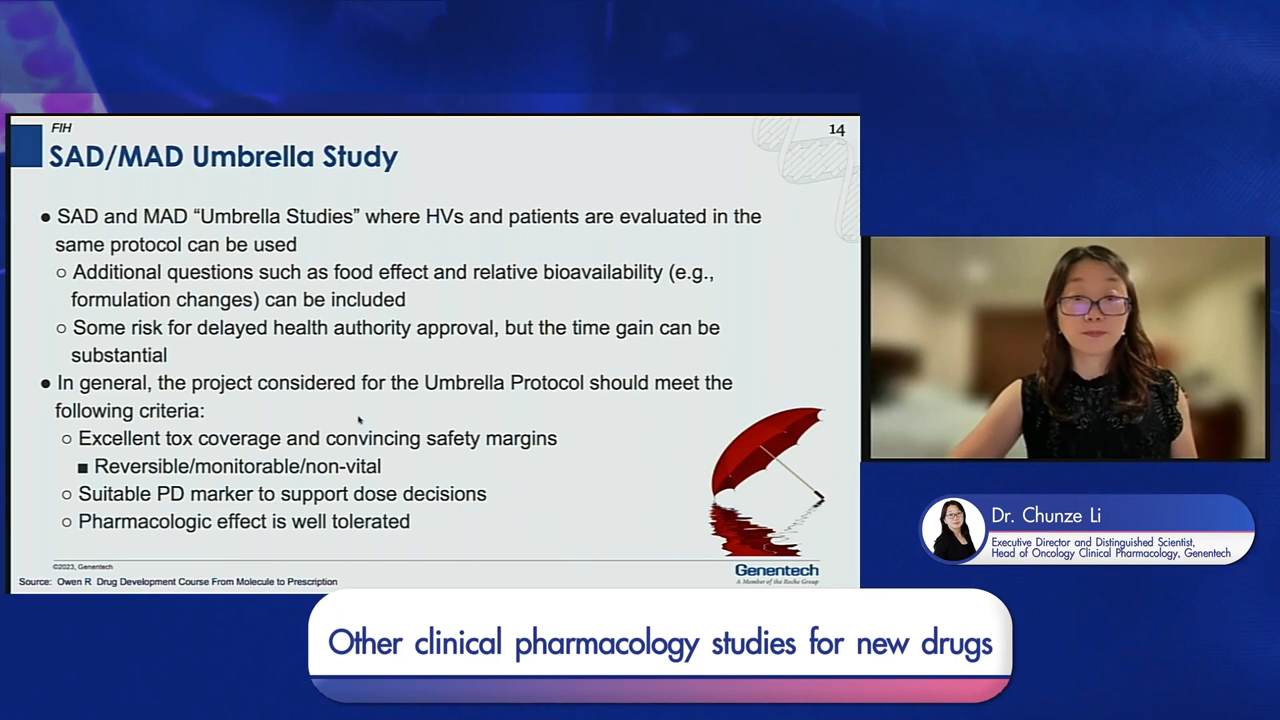 FIH
14
SAD/MAD Umbrella Study
● SAD and MAD “Umbrella Studies” where HVs and patients are evaluated in the
same protocol can be used
○ Additional questions such as food effect and relative bioavailability (e.g.,
formulation changes) can be included
○ Some risk for delayed health authority approval, but the time gain can be
substantial
● In general, the project considered for the Umbrella Protocol should meet the
following criteria:
○ Excellent tox coverage and convincing safety margins
■ Reversible/monitorable/non-vital
○ Suitable PD marker to support dose decisions
○ Pharmacologic effect is well tolerated
©2023, Genentech
Genentech
A Member of the Roche Group
Source: Owen R Drug Development Course From Molecule to Prescription
Dr. Chunze Li
Executive Director and Distinguished Scientist,
Head of Oncology Clinical Pharmacology, Genentech
Other clinical pharmacology studies for new drugs